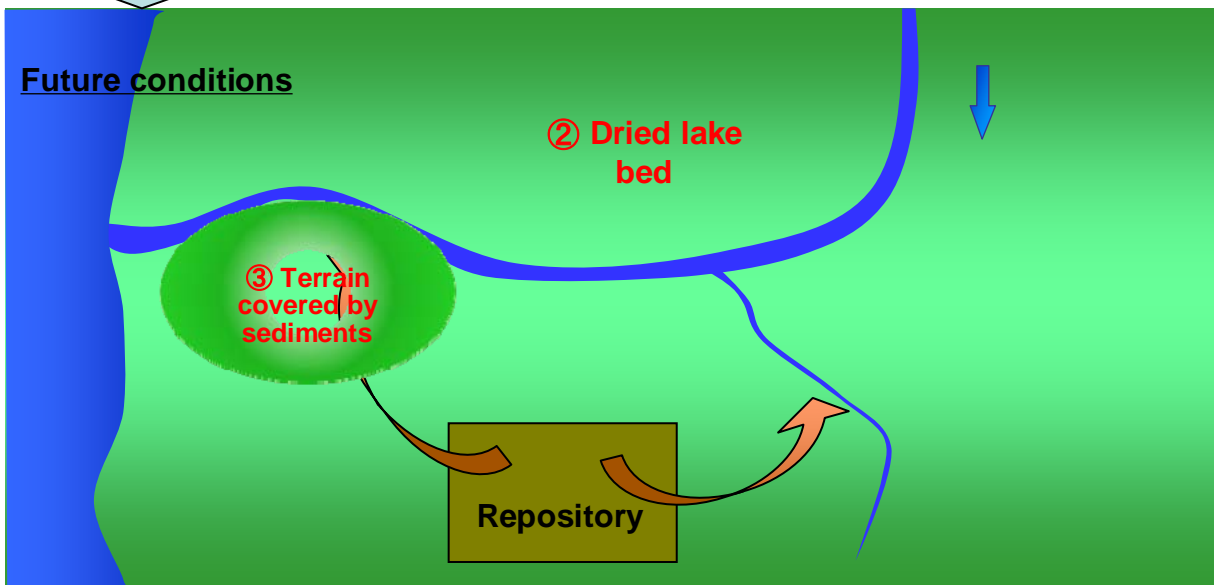 Future conditions
② Dried lake
bed
③ Terrain
covered by
sediments
Repository